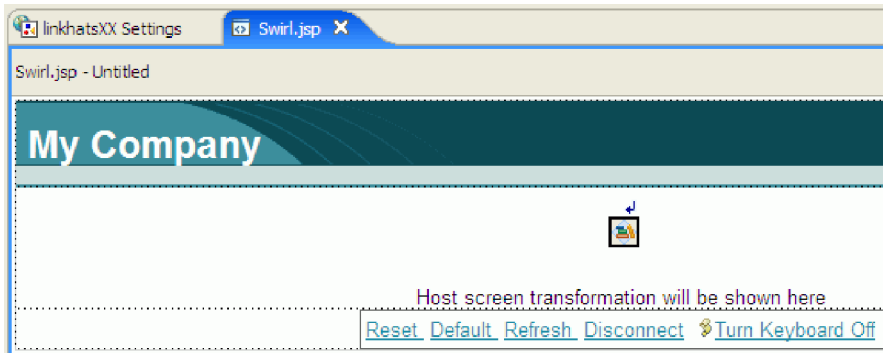 linkhatsXX Settings Swirl.jsp
Swirl.jsp - Untitled
My Company
Host screen transformation will be shown here
Reset Default Refresh Disconnect Turn Keyboard Off